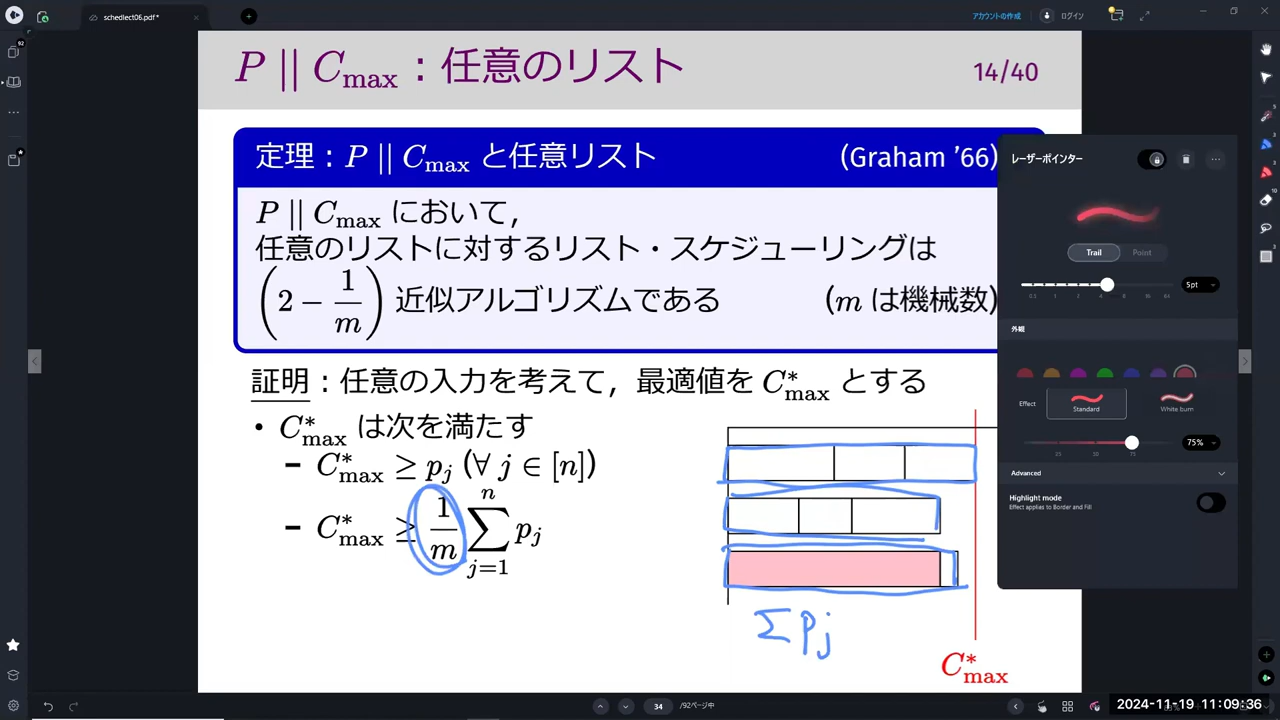 schedlect06.pdf*
アカウントの作成
ログイン
92
P || Cmax：任意のリスト
14/40
定理：P || Cmax と任意リスト
(Graham '66)
P || Cmax において，
任意のリストに対するリスト・スケジューリングは
(2 − 1/m) 近似アルゴリズムである
(m は機械数)
証明：任意の入力を考えて，最適値を C*max とする
• C*max は次を満たす
− C*max ≥ pj (∀ j ∈ [n])
− C*max ≥ 1/m ∑ n j=1 pj
∑ pj
C*max
レーザーポインター
Trail
Point
5pt
外観
Effect
Standard
White burn
75%
Advanced
Highlight mode
Effect applies to Border and Fill
34
/92ページ中
2024-11-19 11:09:36